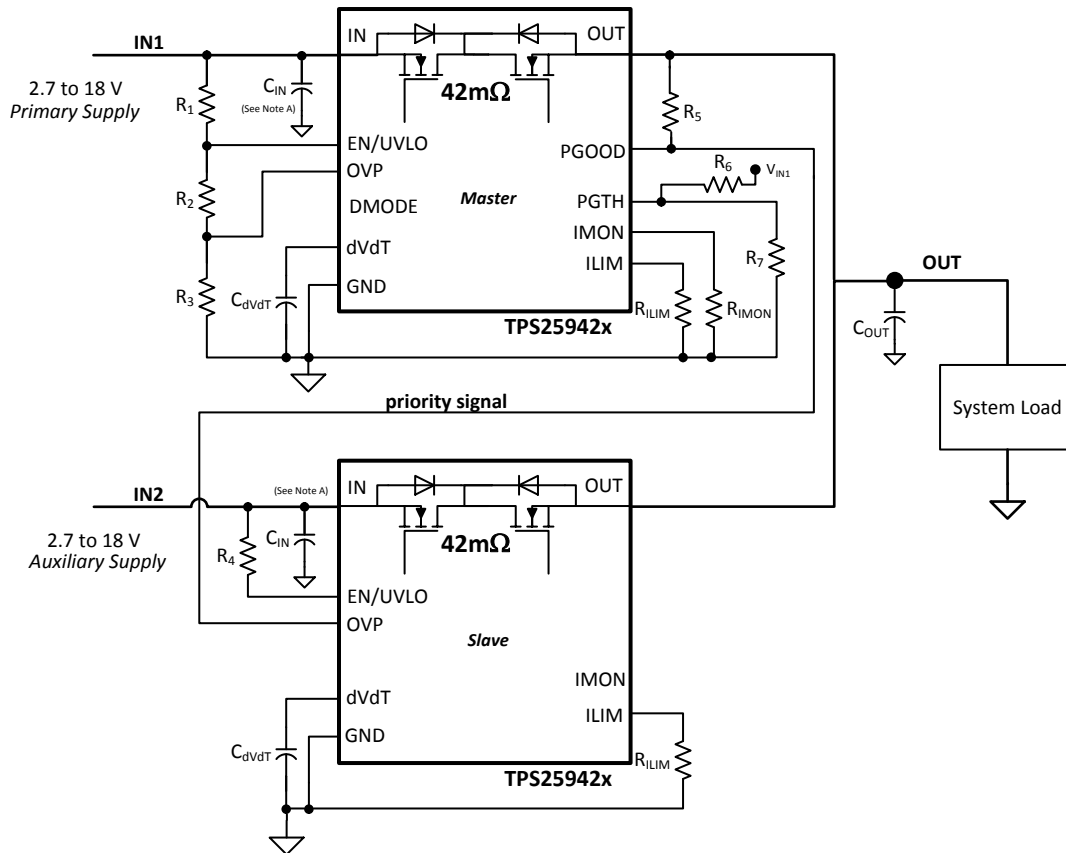 IN1
2.7 to 18 V
Primary Supply
R1
R2
R3
CIN
(See Note A)
CdVdT
IN
OUT
42mΩ
EN/UVLO
OVP
DMODE
dVdT
GND
Master
PGOOD
PGTH
IMON
ILIM
TPS25942x
R5
R6
VIN1
R7
RILIM
RIMON
OUT
COUT
System Load
priority signal
IN2
2.7 to 18 V
Auxiliary Supply
(See Note A)
R4
CIN
CdVdT
IN
OUT
42mΩ
EN/UVLO
OVP
Slave
dVdT
GND
IMON
ILIM
RILIM
TPS25942x